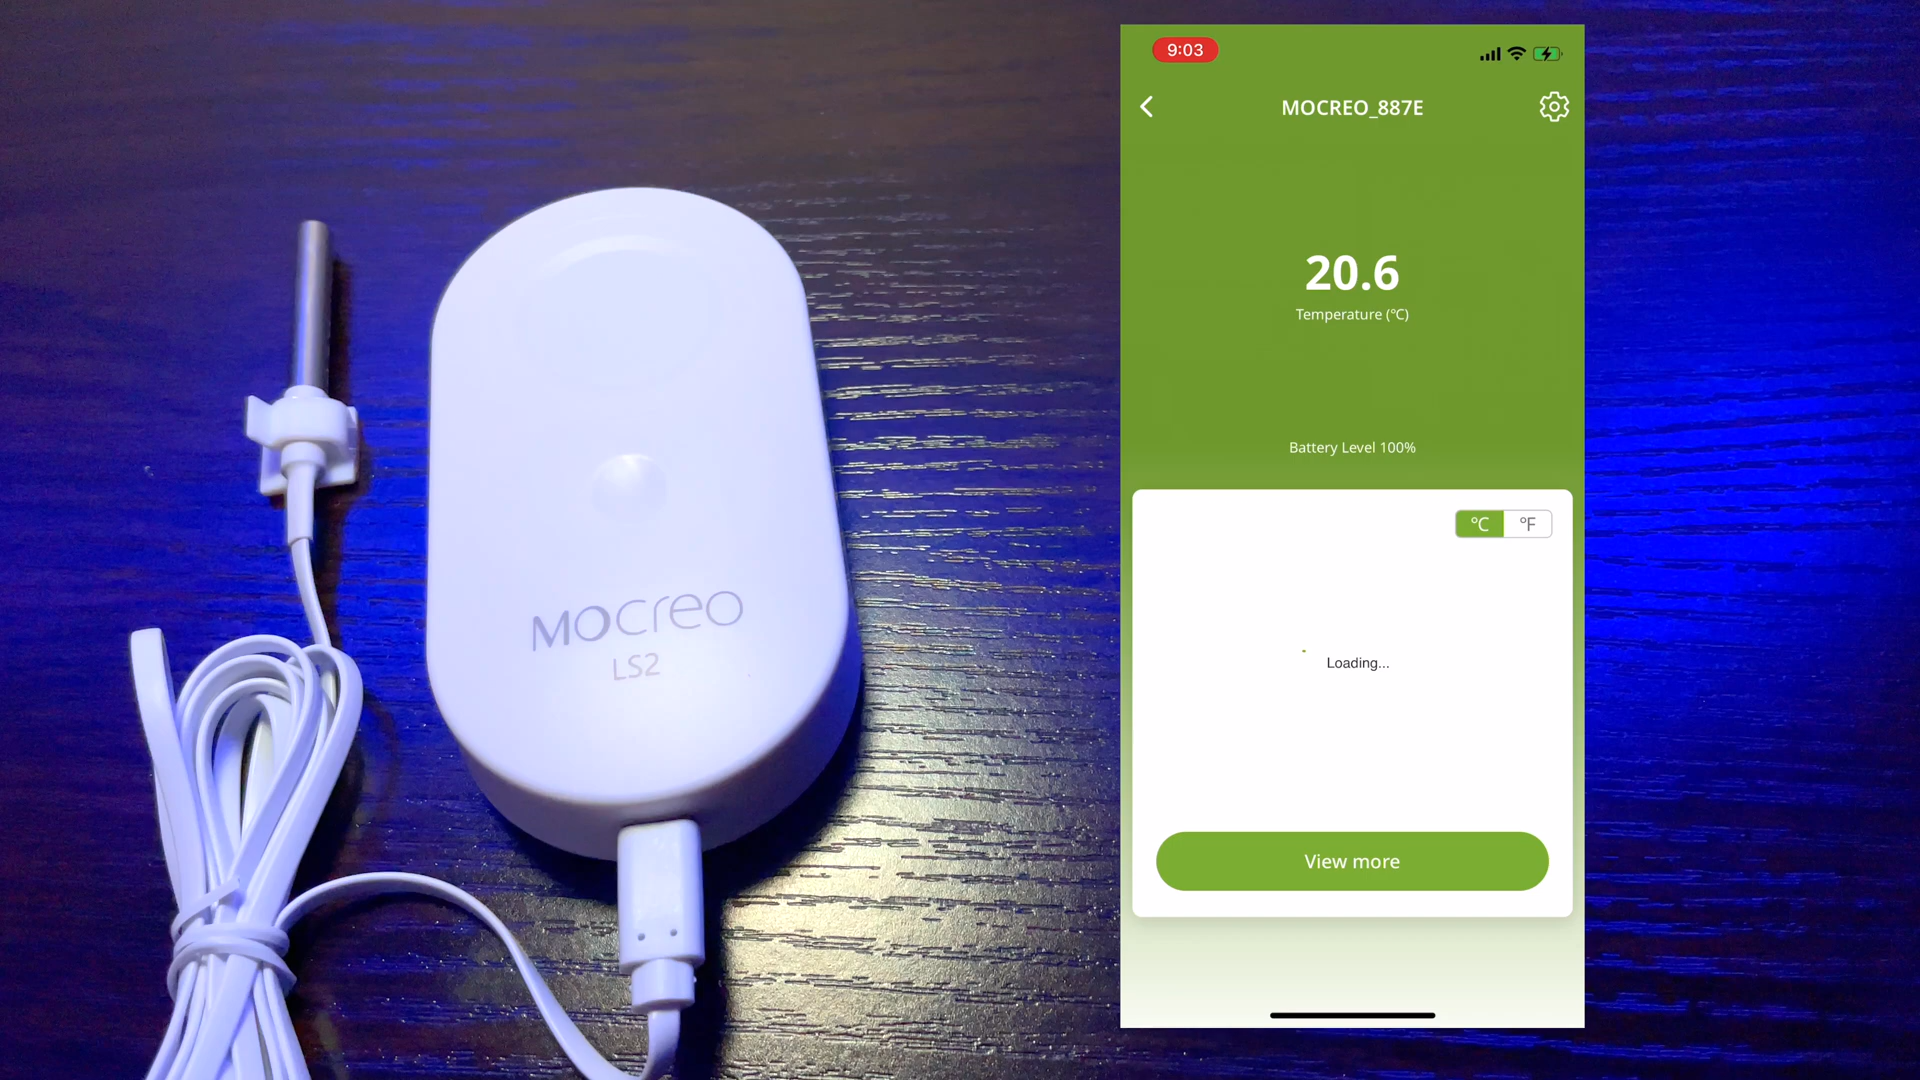 MOCREO
LS2
9:03
MOCREO_887E
20.6
Temperature (°C)
Battery Level 100%
°C °F
Loading...
View more